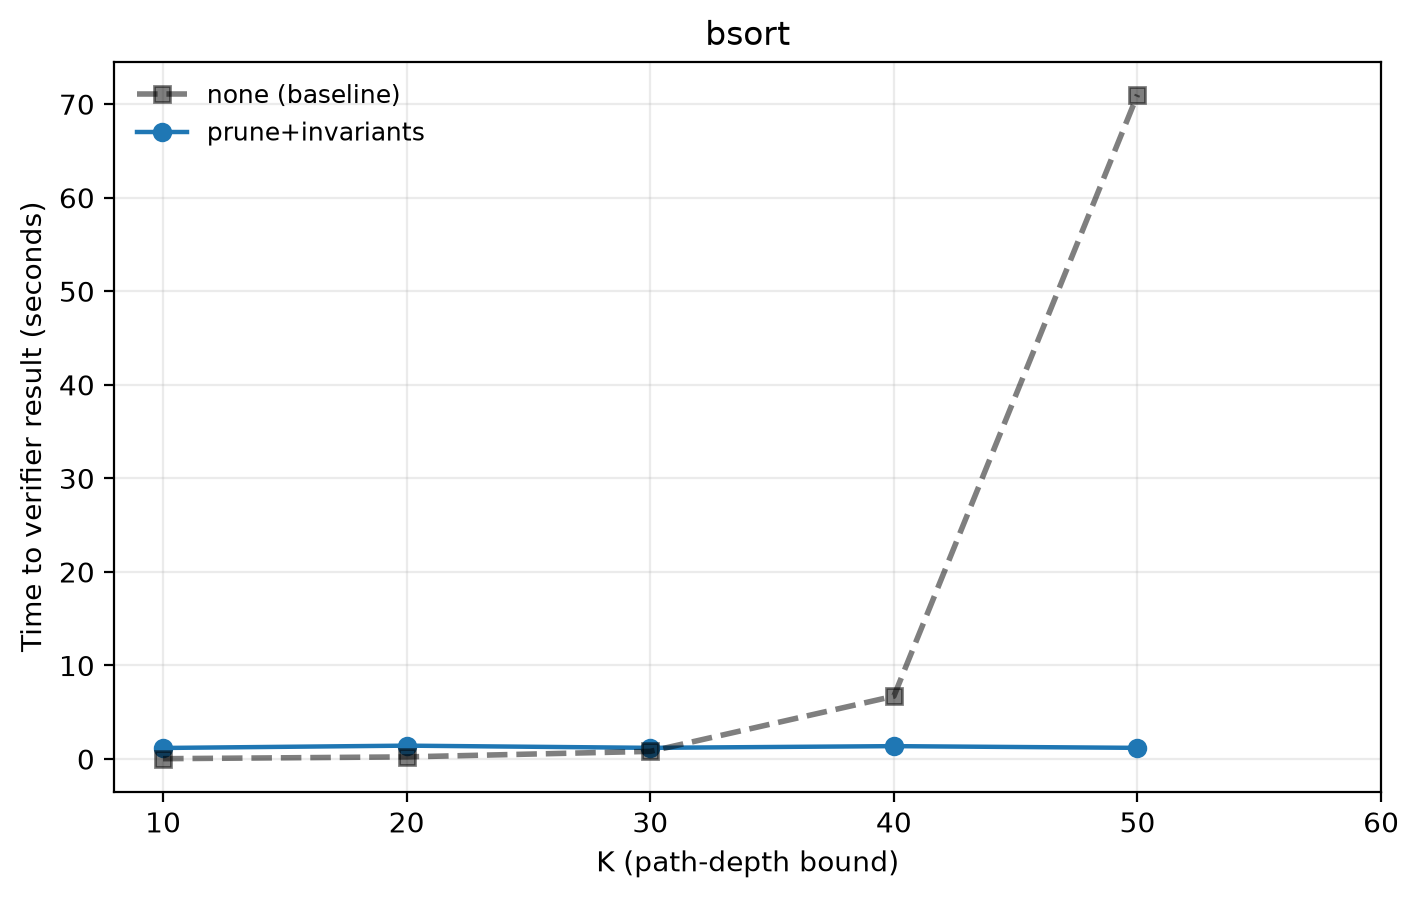 bsort
none (baseline)
prune+invariants
Time to verifier result (seconds)
70
60
50
40
30
20
10
0
10 20 30 40 50 60
K (path-depth bound)